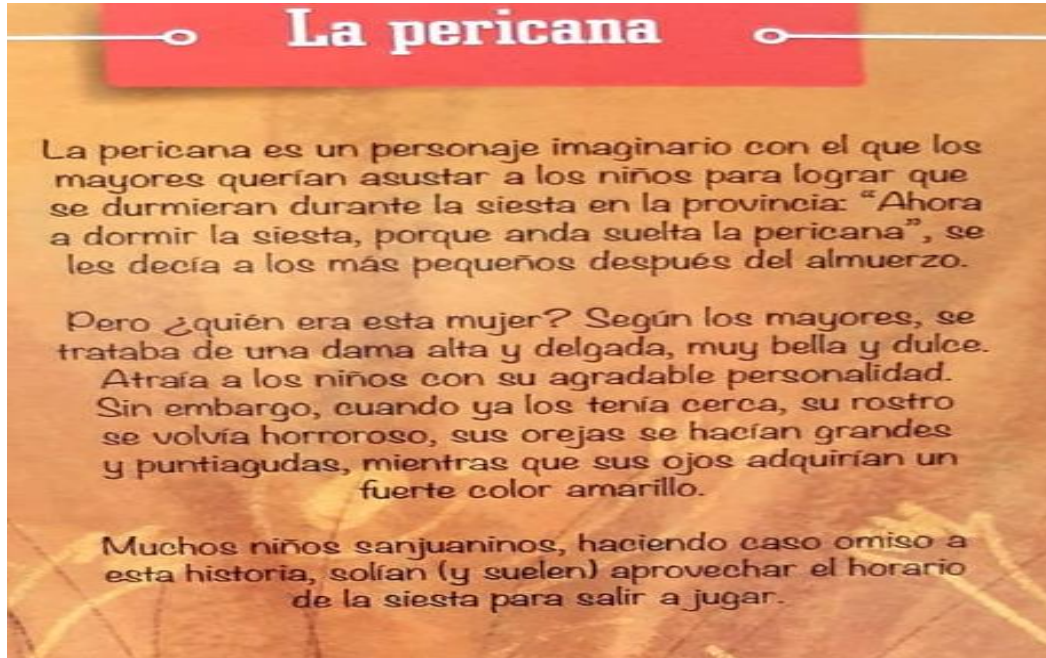 La pericana
La pericana es un personaje imaginario con el que los
mayores querían asustar a los niños para lograr que
se durmieran durante la siesta en la provincia: “Ahora
a dormir la siesta, porque anda suelta la pericana”, se
les decía a los más pequeños después del almuerzo.
Pero ¿quién era esta mujer? Según los mayores, se
trataba de una dama alta y delgada, muy bella y dulce.
Atraía a los niños con su agradable personalidad.
Sin embargo, cuando ya los tenía cerca, su rostro
se volvía horroroso, sus orejas se hacían grandes
y puntiagudas, mientras que sus ojos adquirían un
fuerte color amarillo.
Muchos niños sanjuaninos, haciendo caso omiso a
esta historia, solían (y suelen) aprovechar el horario
de la siesta para salir a jugar.